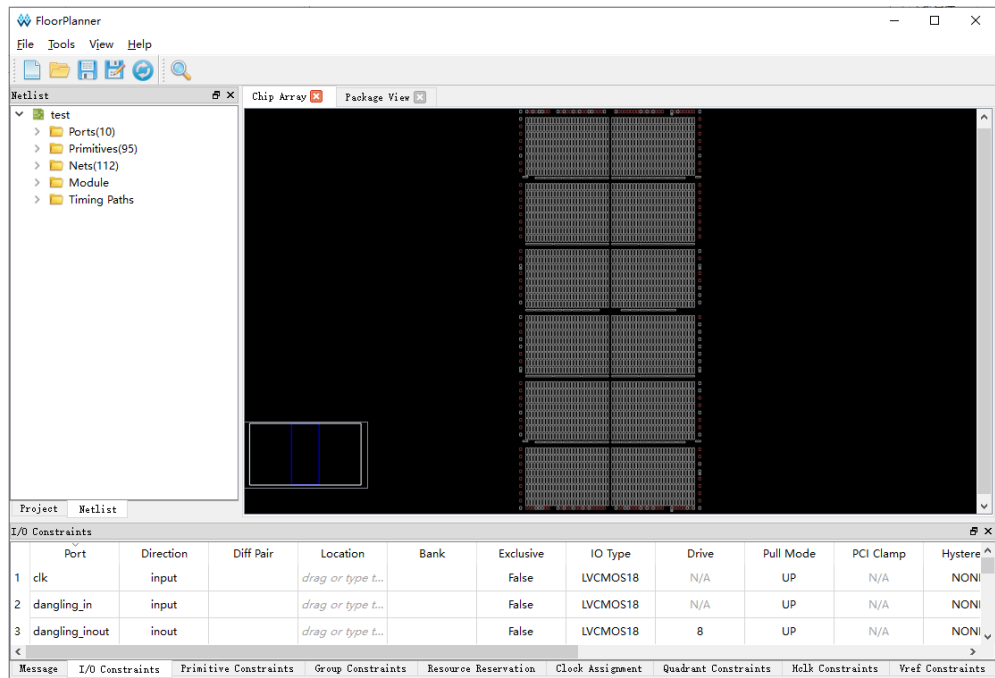 FloorPlanner
File Tools View Help
Netlist
Chip Array Package View
test
Ports(10)
Primitives(95)
Nets(112)
Module
Timing Paths
Project Netlist
I/O Constraints
Port Direction Diff Pair Location Bank Exclusive IO Type Drive Pull Mode PCI Clamp Hystere
1 clk input drag or type t... False LVCMOS18 N/A UP N/A NONI
2 dangling_in input drag or type t... False LVCMOS18 N/A UP N/A NONI
3 dangling_inout inout drag or type t... False LVCMOS18 8 UP N/A NONI
Message I/O Constraints Primitive Constraints Group Constraints Resource Reservation Clock Assignment Quadrant Constraints Hclk Constraints Vref Constraints